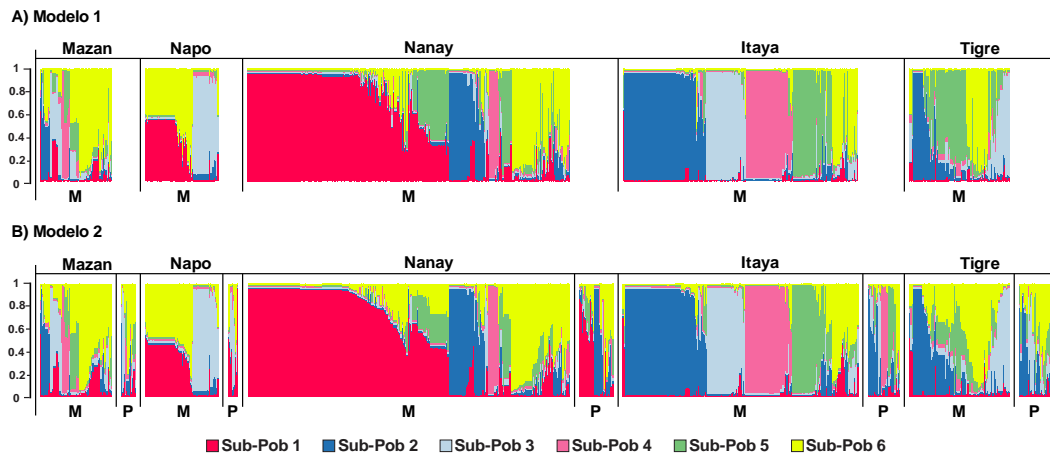 A) Modelo 1
Mazan Napo Nanay Itaya Tigre
1
0.8
0.6
0.4
0.2
0
M M M M M
B) Modelo 2
Mazan Napo Nanay Itaya Tigre
1
0.8
0.6
0.4
0.2
0
M P M P M P M P M P
Sub-Pob 1 Sub-Pob 2 Sub-Pob 3 Sub-Pob 4 Sub-Pob 5 Sub-Pob 6